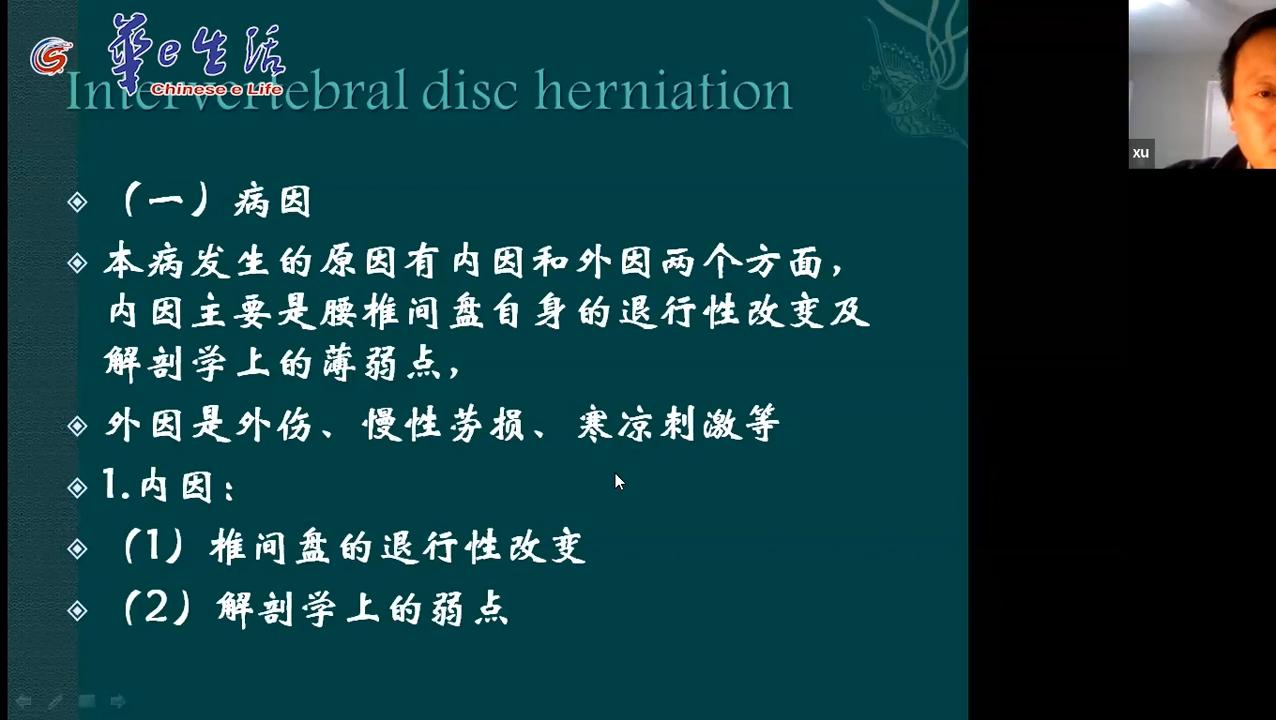 華e生活
Chinese e Life
Intervertebral disc herniation
xu
（一）病因
本病发生的原因有内因和外因两个方面，
内因主要是腰椎间盘自身的退行性改变及
解剖学上的薄弱点，
外因是外伤、慢性劳损、寒凉刺激等
1.内因：
（1）椎间盘的退行性改变
（2）解剖学上的弱点